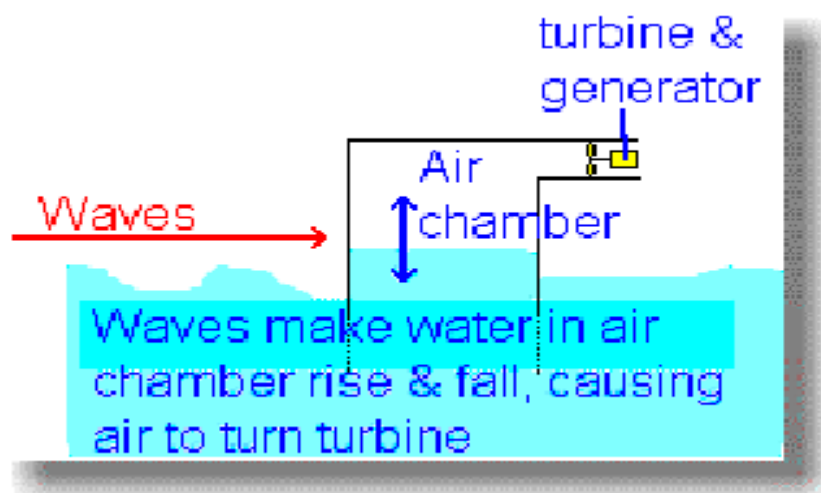 turbine &
generator
Air
chamber
Waves
Waves make water in air
chamber rise & fall, causing
air to turn turbine